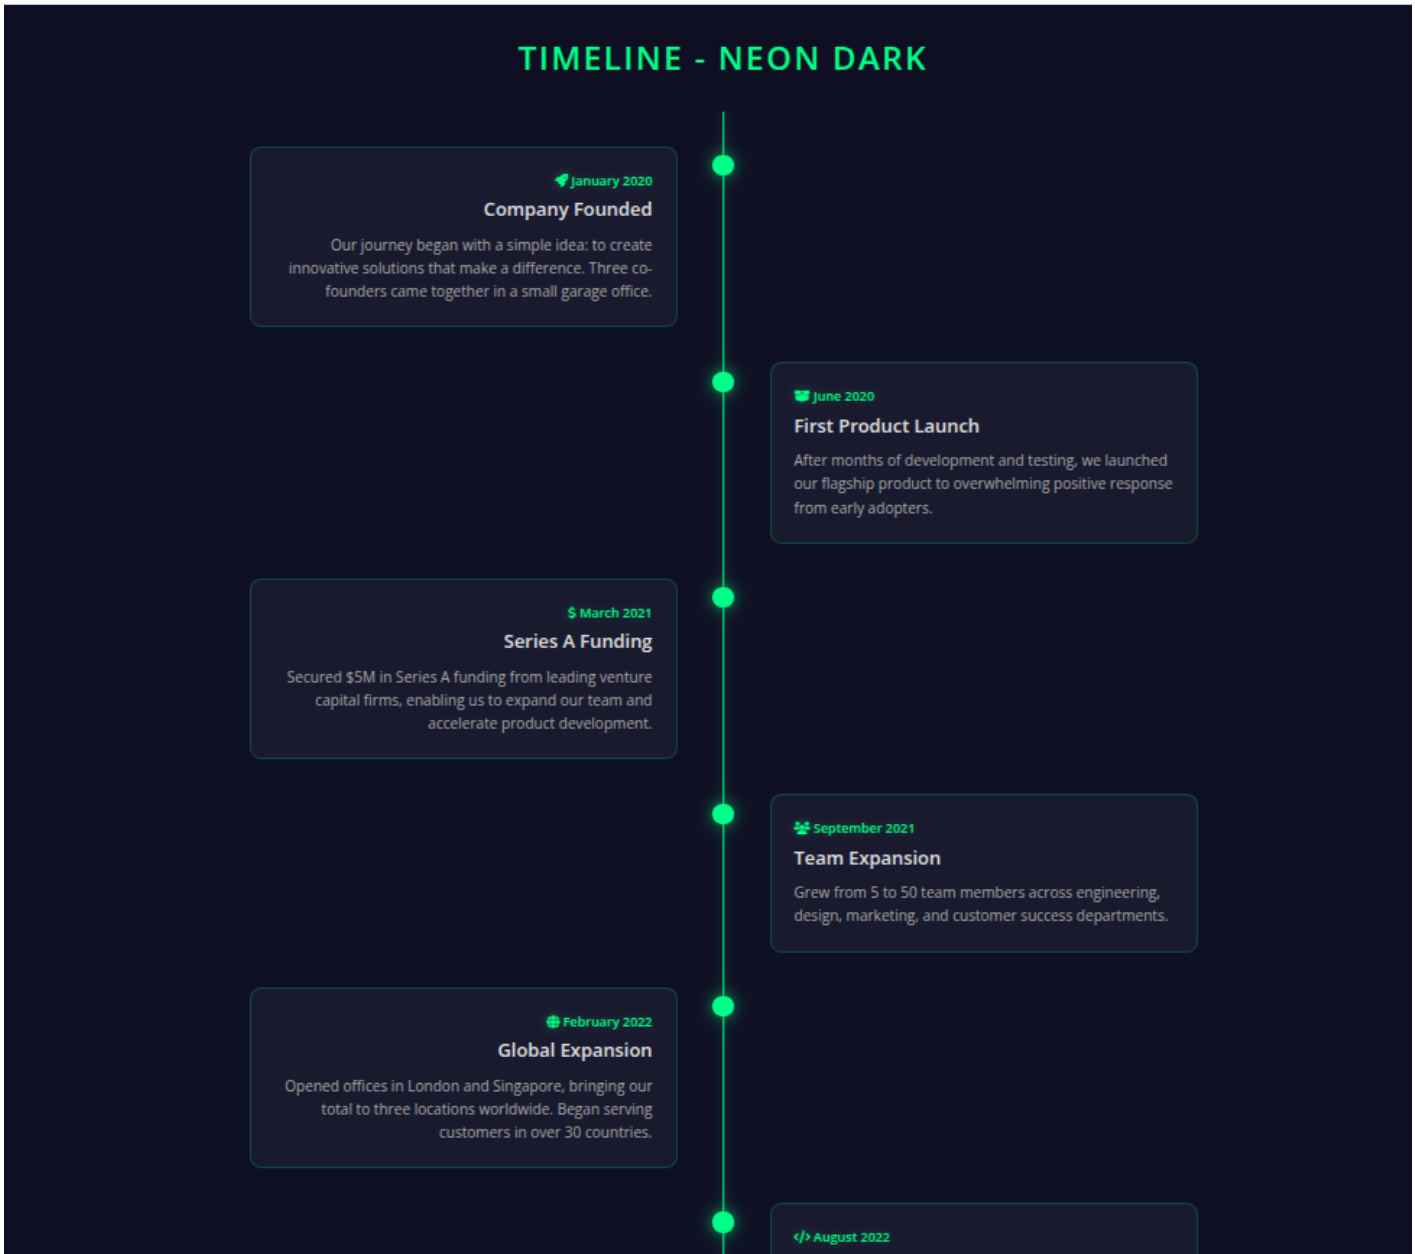 TIMELINE - NEON DARK
January 2020
Company Founded
Our journey began with a simple idea: to create
innovative solutions that make a difference. Three co-
founders came together in a small garage office.
June 2020
First Product Launch
After months of development and testing, we launched
our flagship product to overwhelming positive response
from early adopters.
March 2021
Series A Funding
Secured $5M in Series A funding from leading venture
capital firms, enabling us to expand our team and
accelerate product development.
September 2021
Team Expansion
Grew from 5 to 50 team members across engineering,
design, marketing, and customer success departments.
February 2022
Global Expansion
Opened offices in London and Singapore, bringing our
total to three locations worldwide. Began serving
customers in over 30 countries.
August 2022